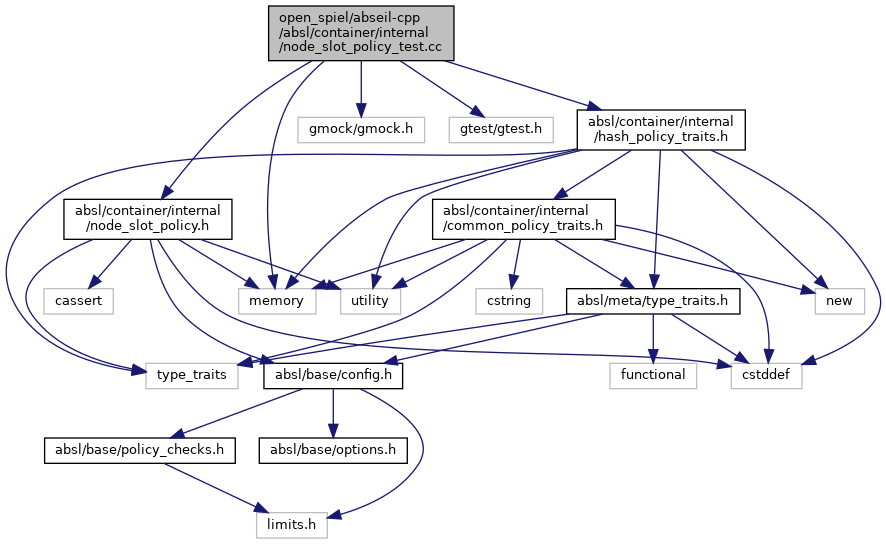 open_spiel/abseil-cpp
/absl/container/internal
/node_slot_policy_test.cc
gmock/gmock.h
gtest/gtest.h
absl/container/internal
/hash_policy_traits.h
absl/container/internal
/node_slot_policy.h
absl/container/internal
/common_policy_traits.h
cassert
memory
utility
cstring
absl/meta/type_traits.h
new
type_traits
absl/base/config.h
functional
cstddef
absl/base/policy_checks.h
absl/base/options.h
limits.h